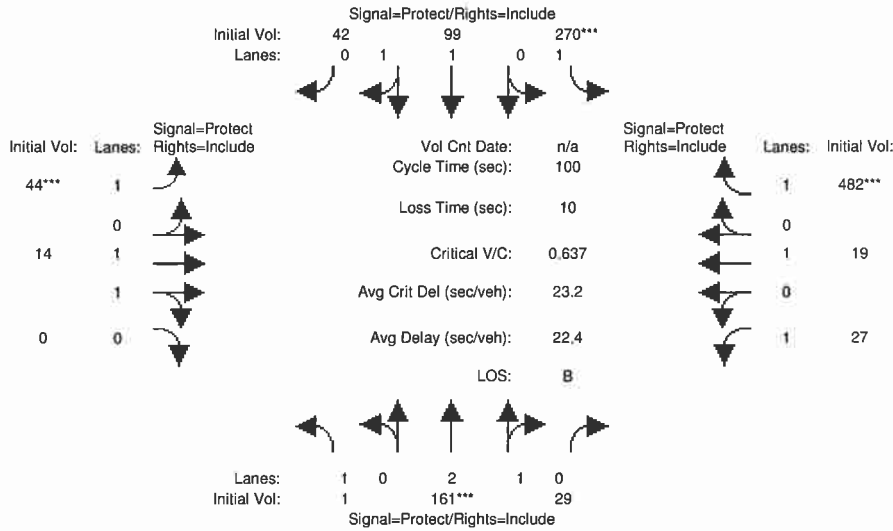 Signal=Protect/Rights=Include
Initial Vol: 42 99 270***
Lanes: 0 1 1 0 1
Signal=Protect
Initial Vol: Lanes: Rights=Include
Vol Cnt Date: n/a
Signal=Protect
Rights=Include Lanes: Initial Vol:
Cycle Time (sec): 100
44*** 1
1 482***
Loss Time (sec): 10
0
0
14 1
Critical V/C: 0.637
1 19
1
Avg Crit Del (sec/veh): 23.2
0
0 0
Avg Delay (sec/veh): 22.4
1 27
LOS: B
Lanes: 1 0 2 1 0
Initial Vol: 1 161*** 29
Signal=Protect/Rights=Include